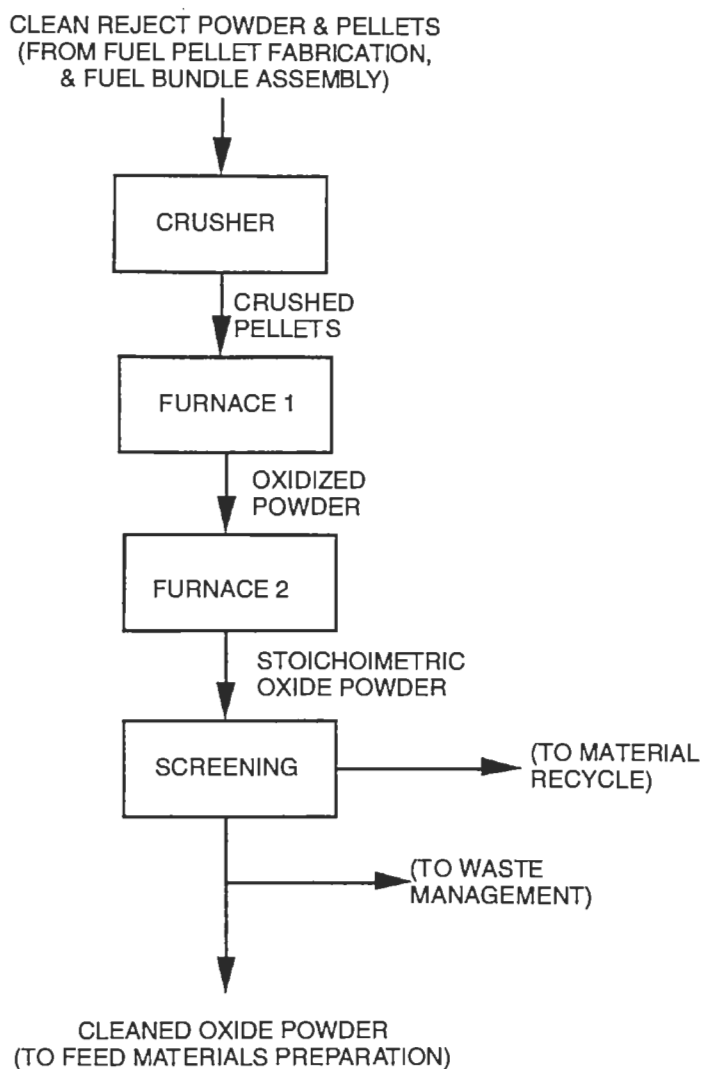 CLEAN REJECT POWDER & PELLETS
(FROM FUEL PELLET FABRICATION,
& FUEL BUNDLE ASSEMBLY)
CRUSHER
CRUSHED
PELLETS
FURNACE 1
OXIDIZED
POWDER
FURNACE 2
STOICHOIMETRIC
OXIDE POWDER
SCREENING
(TO MATERIAL
RECYCLE)
(TO WASTE
MANAGEMENT)
CLEANED OXIDE POWDER
(TO FEED MATERIALS PREPARATION)